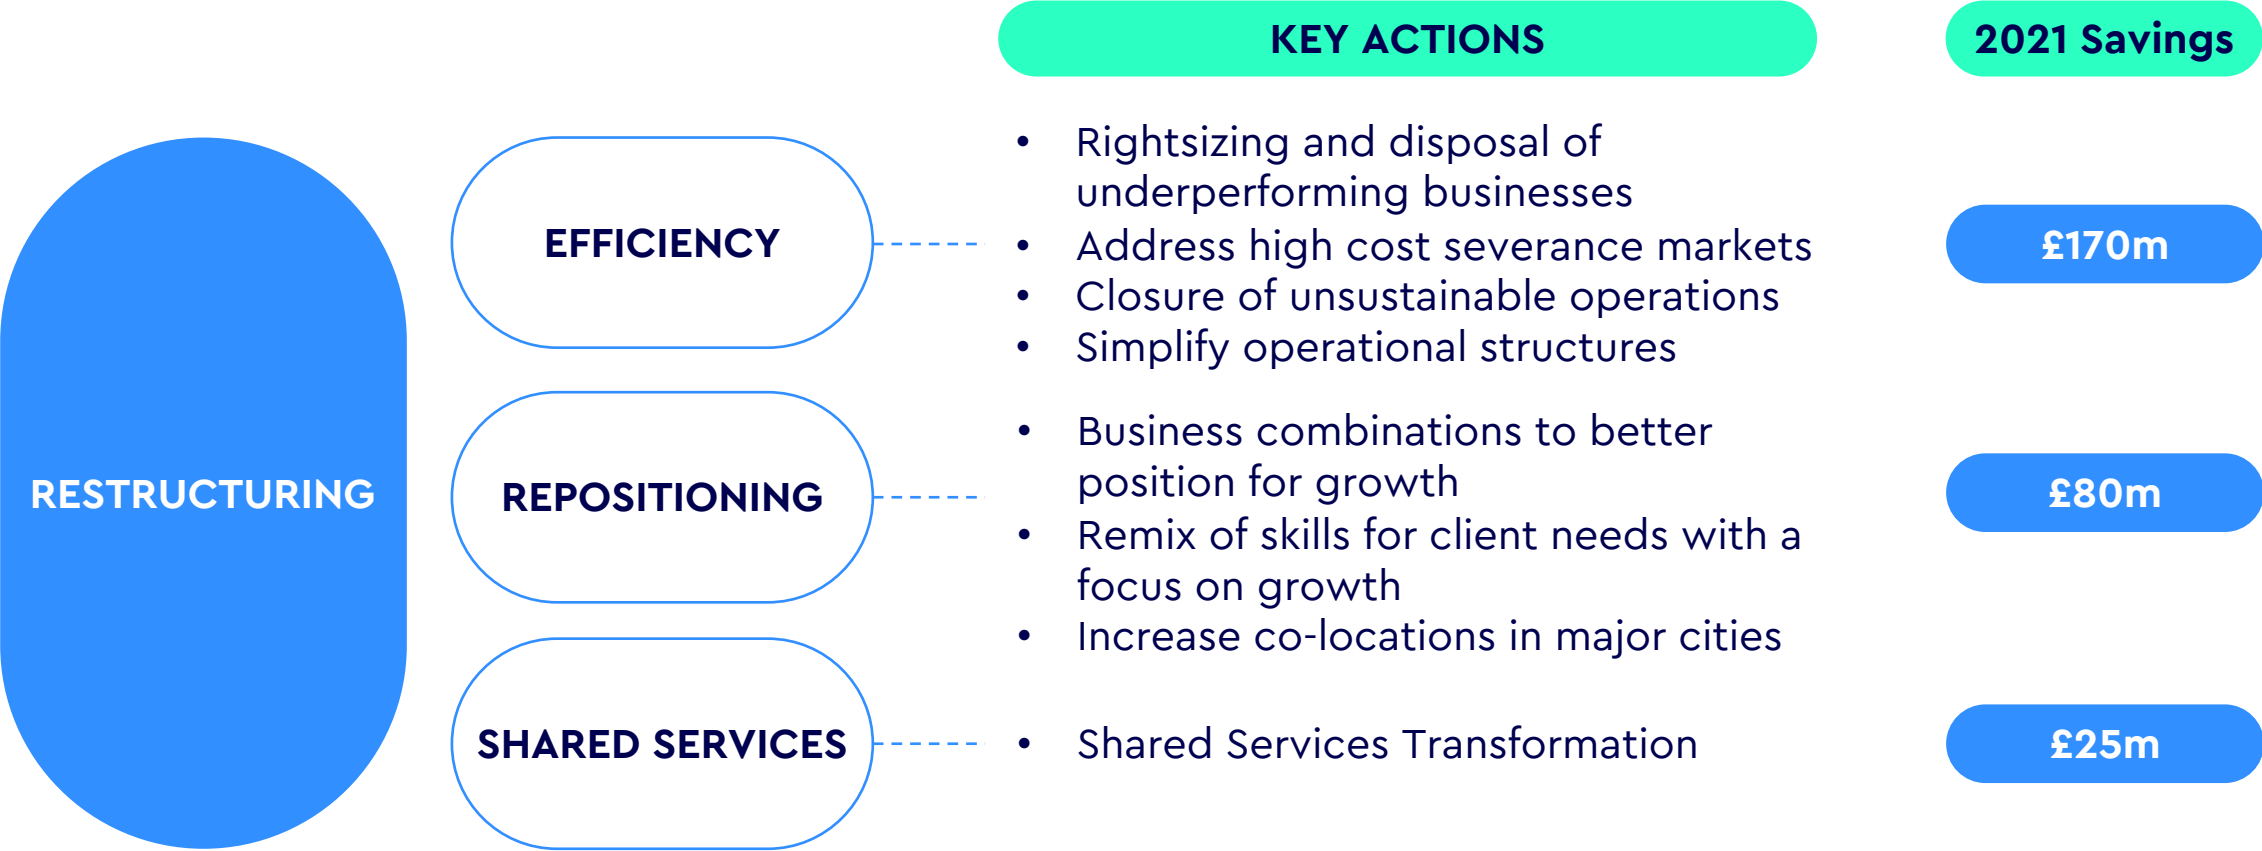 KEY ACTIONS
2021 Savings
RESTRUCTURING
EFFICIENCY
• Rightsizing and disposal of
underperforming businesses
• Address high cost severance markets
• Closure of unsustainable operations
• Simplify operational structures
£170m
REPOSITIONING
• Business combinations to better
position for growth
• Remix of skills for client needs with a
focus on growth
• Increase co-locations in major cities
£80m
SHARED SERVICES
• Shared Services Transformation
£25m